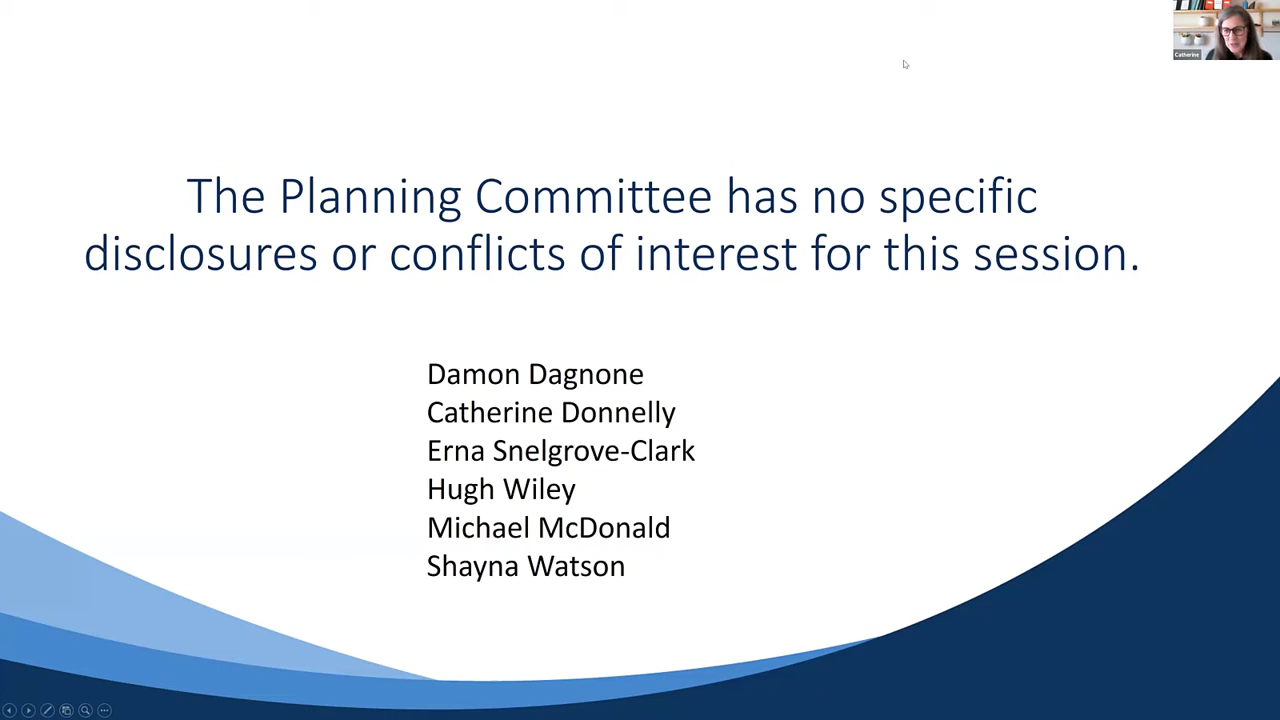 Catherine
The Planning Committee has no specific
disclosures or conflicts of interest for this session.
Damon Dagnone
Catherine Donnelly
Erna Snelgrove-Clark
Hugh Wiley
Michael McDonald
Shayna Watson